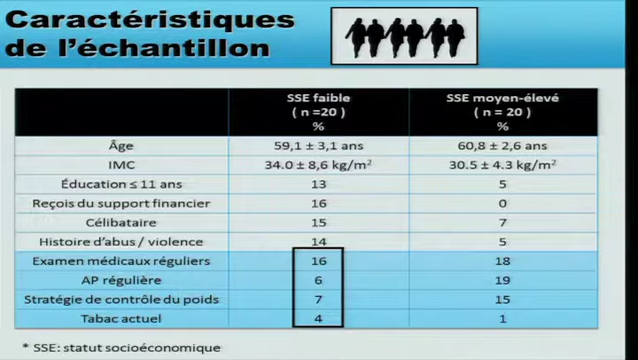 Caractéristiques
de l'échantillon
SSE faible SSE moyen-élevé
( n =20 ) ( n = 20 )
% %
Âge 59,1 ± 3,1 ans 60,8 ± 2,6 ans
IMC 34.0 ± 8,6 kg/m² 30.5 ± 4.3 kg/m²
Éducation ≤ 11 ans 13 5
Reçois du support financier 16 0
Célibataire 15 7
Histoire d'abus / violence 14 5
Examen médicaux réguliers 16 18
AP régulière 6 19
Stratégie de contrôle du poids 7 15
Tabac actuel 4 1
* SSE: statut socioéconomique